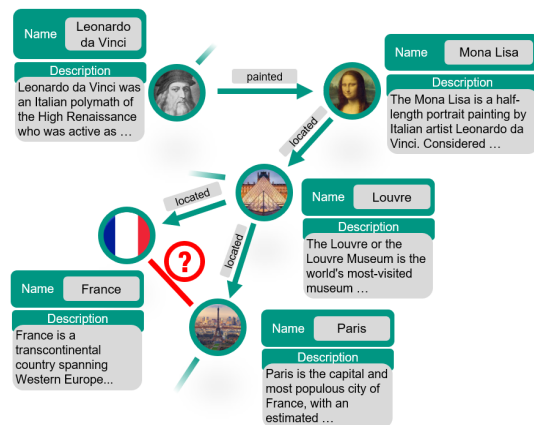 Name
Leonardo
da Vinci
Description
Leonardo da Vinci was
an Italian polymath of
the High Renaissance
who was active as …
painted
Name
Mona Lisa
Description
The Mona Lisa is a half-
length portrait painting by
Italian artist Leonardo da
Vinci. Considered …
located
located
located
Name
Louvre
Description
The Louvre or the
Louvre Museum is the
world's most-visited
museum …
?
Name
France
Description
France is a
transcontinental
country spanning
Western Europe...
Name
Paris
Description
Paris is the capital and
most populous city of
France, with an
estimated …